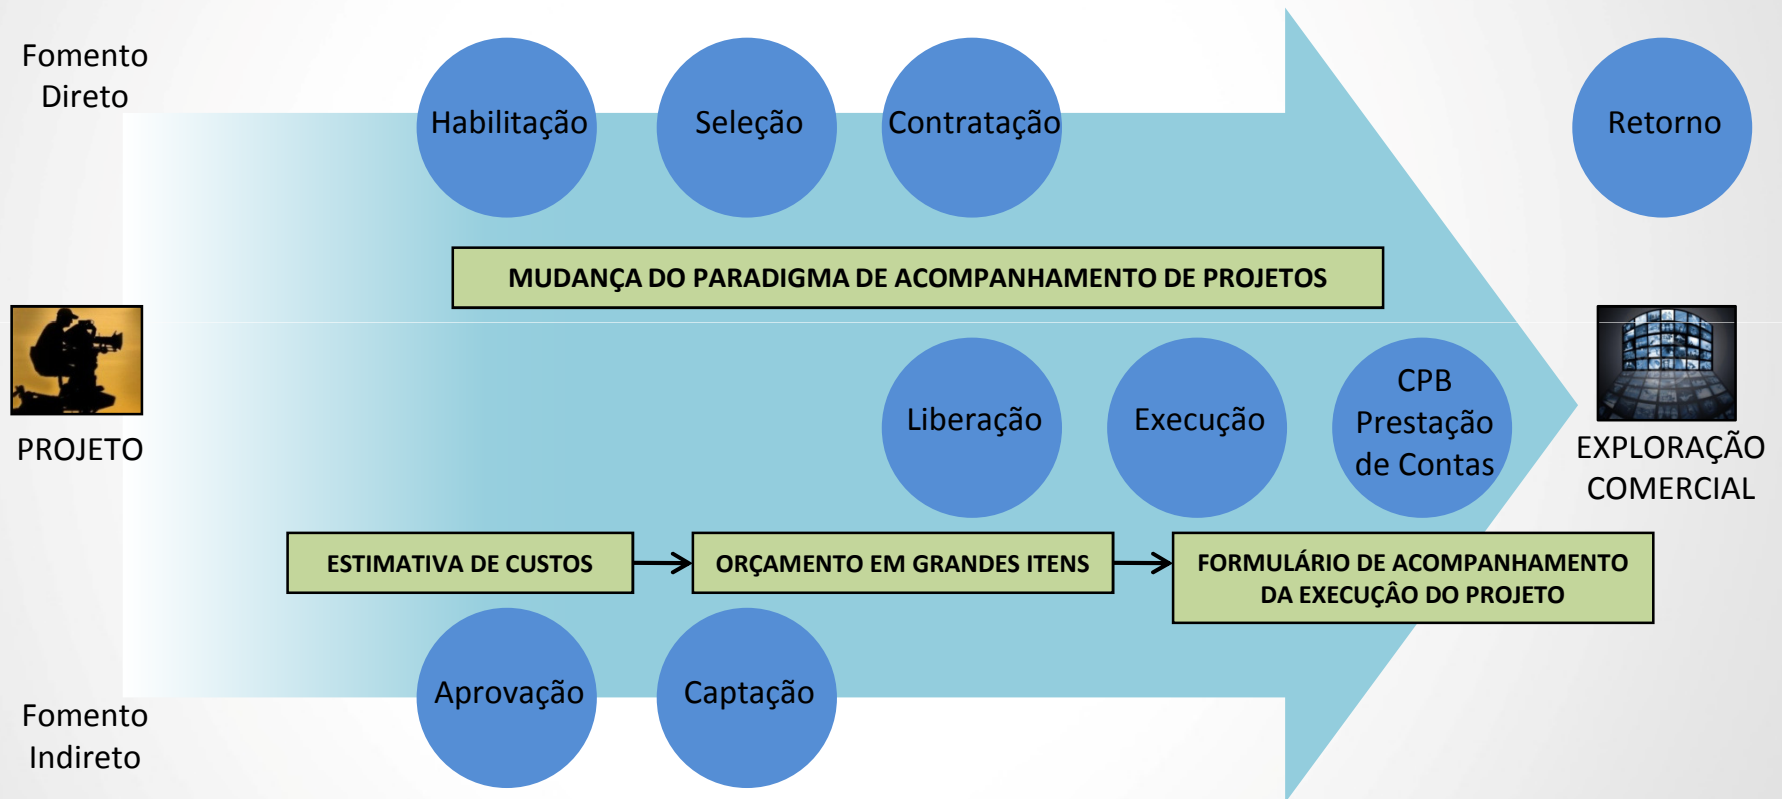 Fomento
Direto
Habilitação
Seleção
Contratação
Retorno
MUDANÇA DO PARADIGMA DE ACOMPANHAMENTO DE PROJETOS
PROJETO
Liberação
Execução
CPB
Prestação
de Contas
EXPLORAÇÃO
COMERCIAL
ESTIMATIVA DE CUSTOS
ORÇAMENTO EM GRANDES ITENS
FORMULÁRIO DE ACOMPANHAMENTO
DA EXECUÇÂO DO PROJETO
Aprovação
Captação
Fomento
Indireto